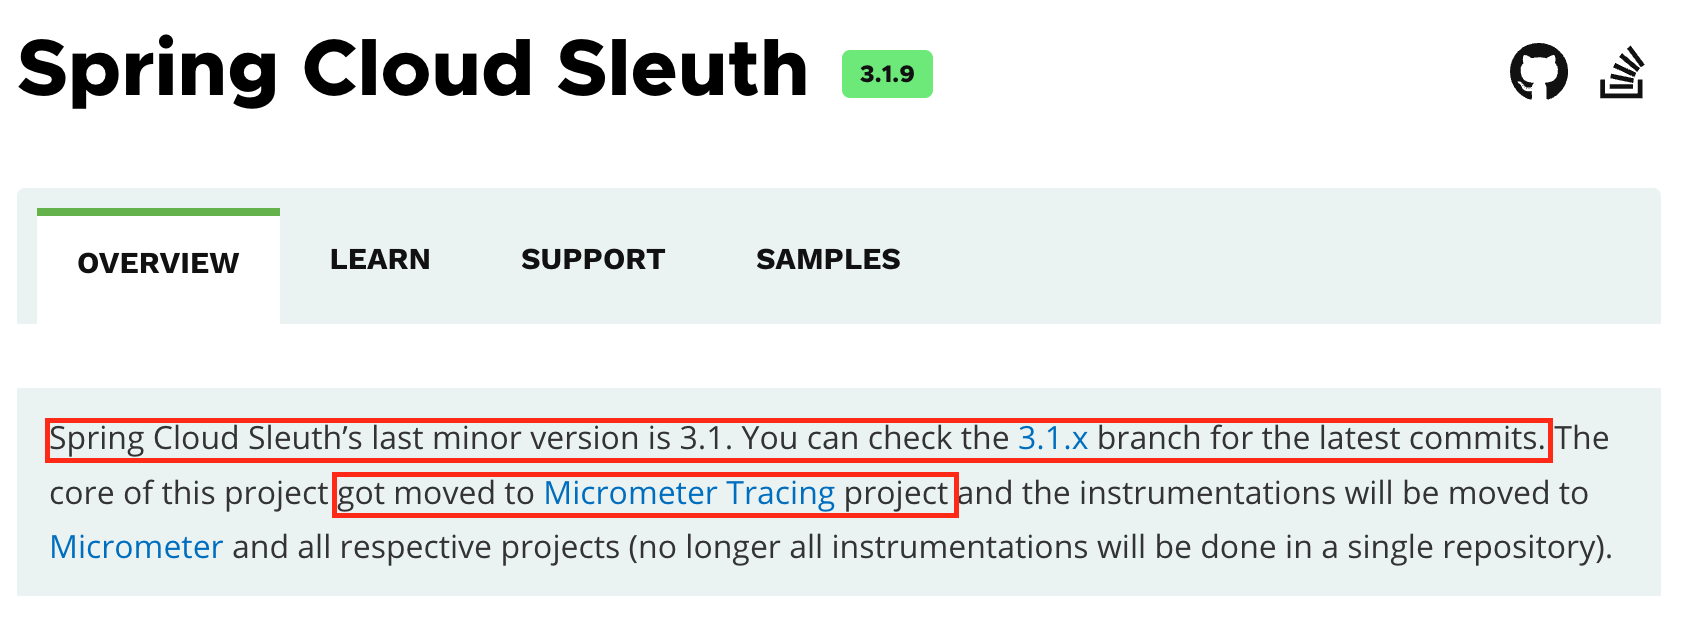 Spring Cloud Sleuth 3.1.9
OVERVIEW LEARN SUPPORT SAMPLES
Spring Cloud Sleuth’s last minor version is 3.1. You can check the 3.1.x branch for the latest commits. The
core of this project got moved to Micrometer Tracing project and the instrumentations will be moved to
Micrometer and all respective projects (no longer all instrumentations will be done in a single repository).